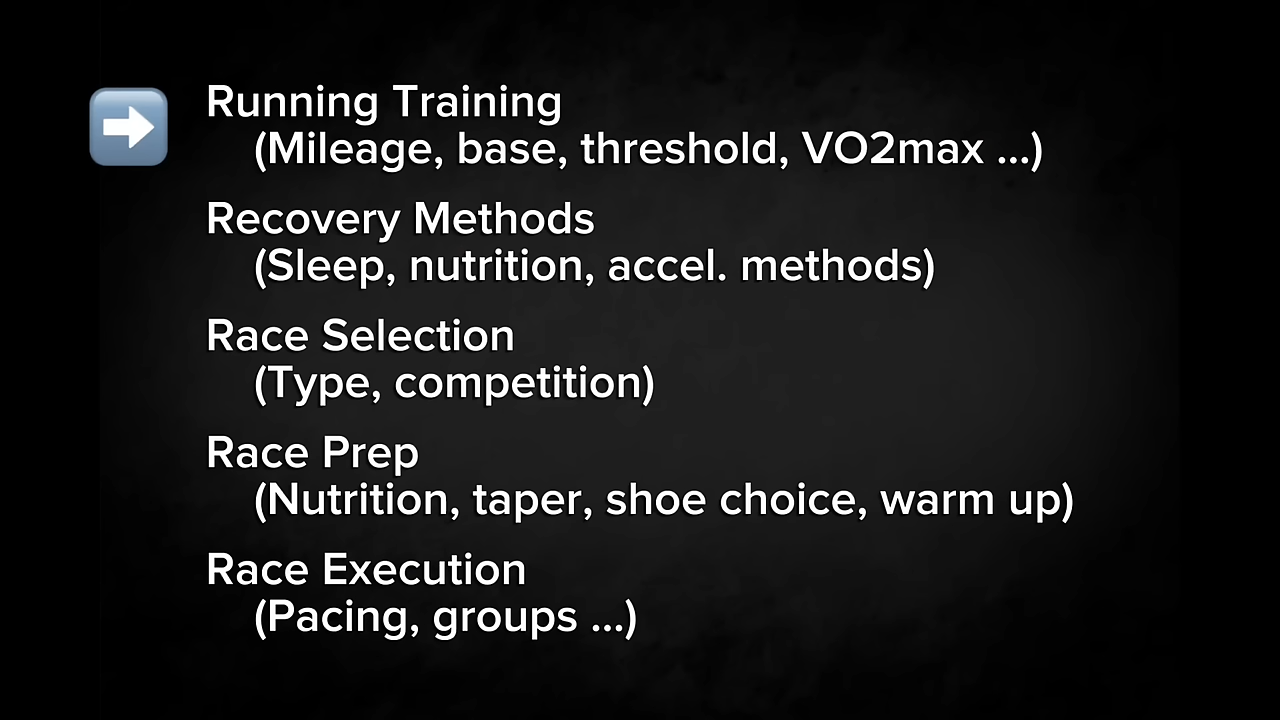 Running Training
(Mileage, base, threshold, VO2max ...)
Recovery Methods
(Sleep, nutrition, accel. methods)
Race Selection
(Type, competition)
Race Prep
(Nutrition, taper, shoe choice, warm up)
Race Execution
(Pacing, groups ...)